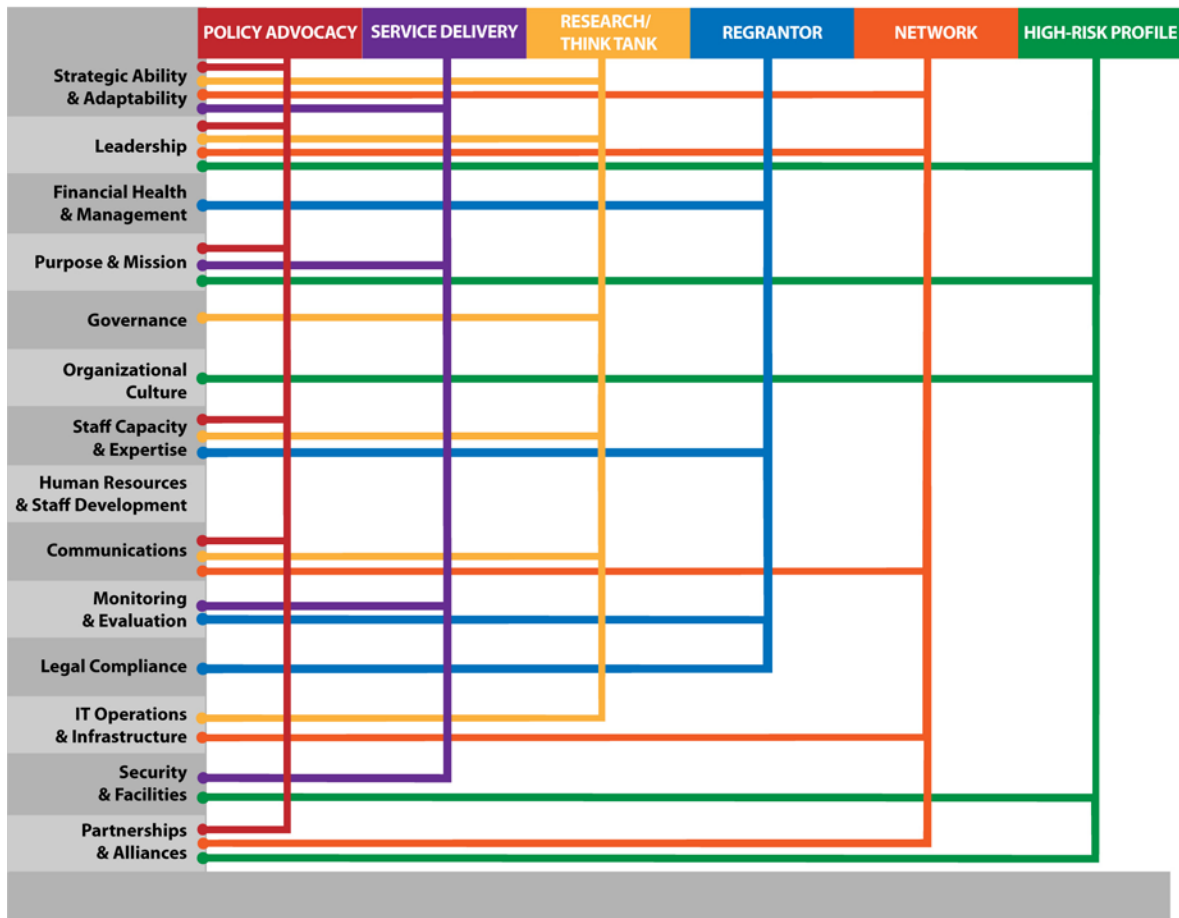 POLICY ADVOCACY
SERVICE DELIVERY
RESEARCH/
THINK TANK
REGRANTOR
NETWORK
HIGH-RISK PROFILE
Strategic Ability
& Adaptability
Leadership
Financial Health
& Management
Purpose & Mission
Governance
Organizational
Culture
Staff Capacity
& Expertise
Human Resources
& Staff Development
Communications
Monitoring
& Evaluation
Legal Compliance
IT Operations
& Infrastructure
Security
& Facilities
Partnerships
& Alliances